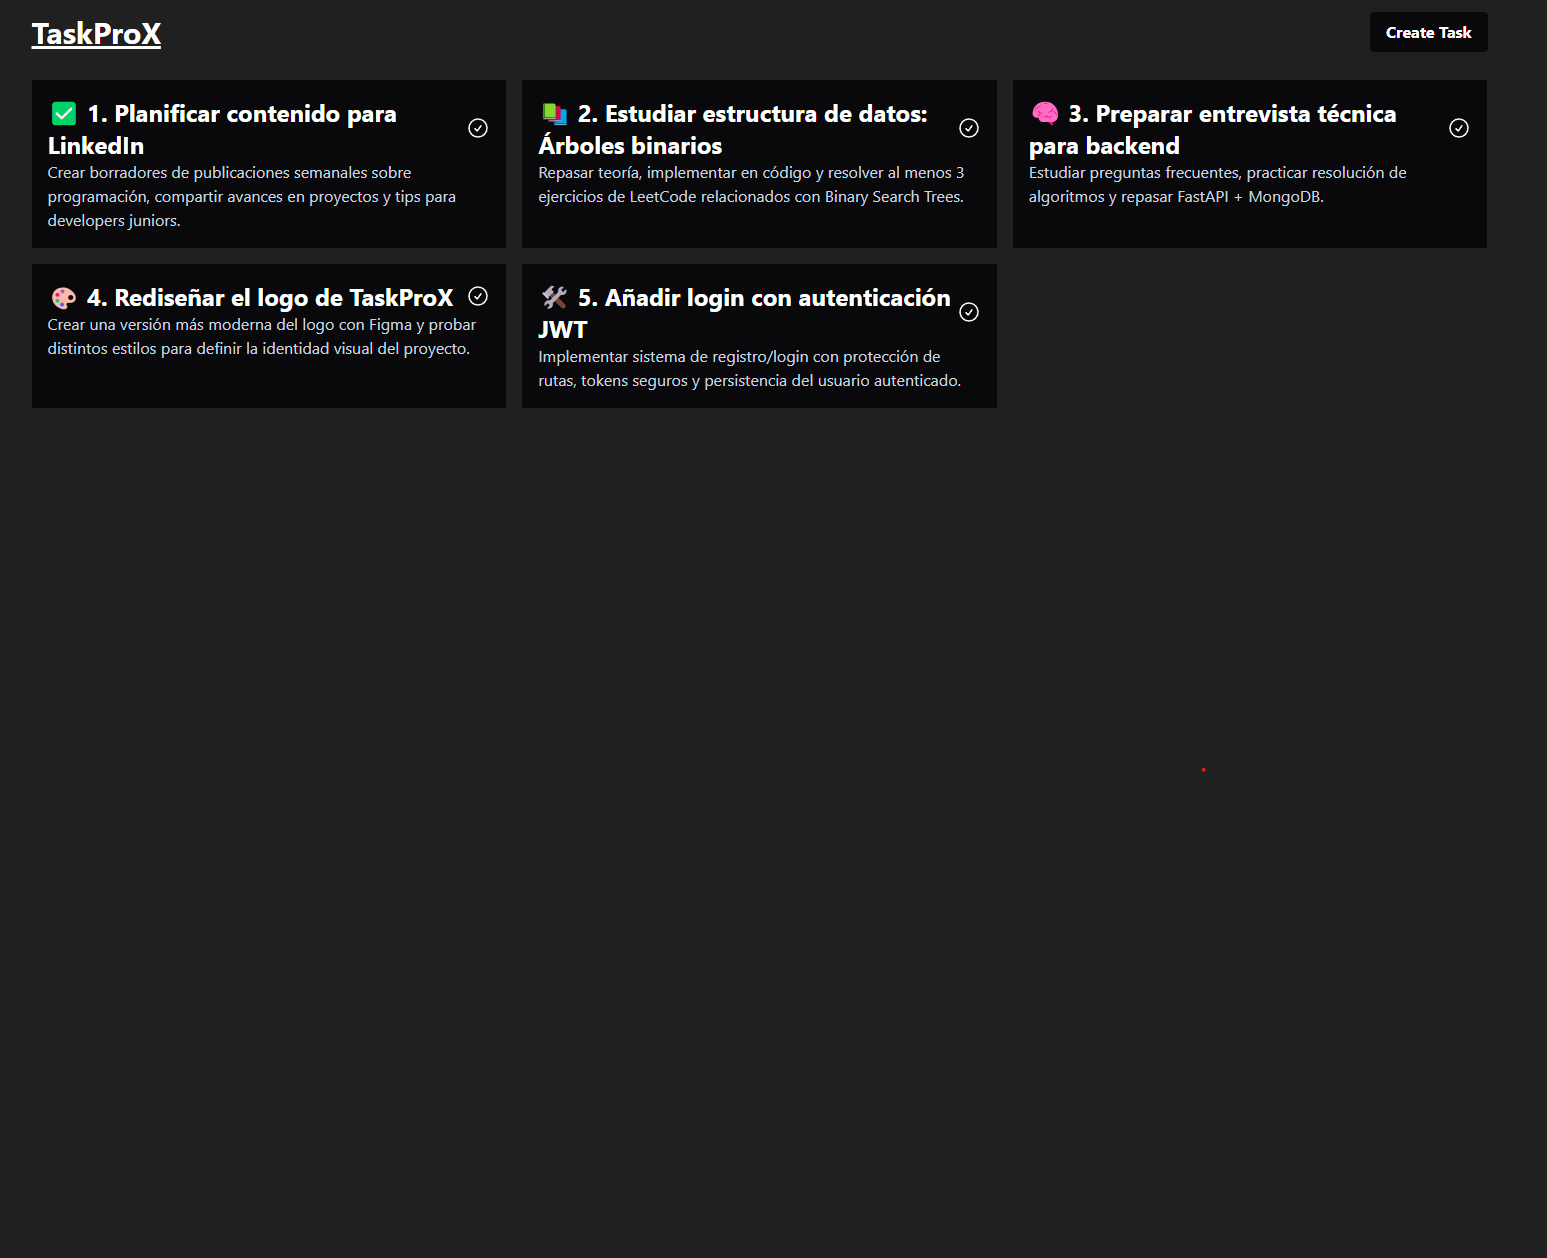 TaskProX
Create Task
✅ 1. Planificar contenido para
LinkedIn
Crear borradores de publicaciones semanales sobre
programación, compartir avances en proyectos y tips para
developers juniors.
📚 2. Estudiar estructura de datos:
Árboles binarios
Repasar teoría, implementar en código y resolver al menos 3
ejercicios de LeetCode relacionados con Binary Search Trees.
🧠 3. Preparar entrevista técnica
para backend
Estudiar preguntas frecuentes, practicar resolución de
algoritmos y repasar FastAPI + MongoDB.
🎨 4. Rediseñar el logo de TaskProX
Crear una versión más moderna del logo con Figma y probar
distintos estilos para definir la identidad visual del proyecto.
🛠️ 5. Añadir login con autenticación
JWT
Implementar sistema de registro/login con protección de
rutas, tokens seguros y persistencia del usuario autenticado.